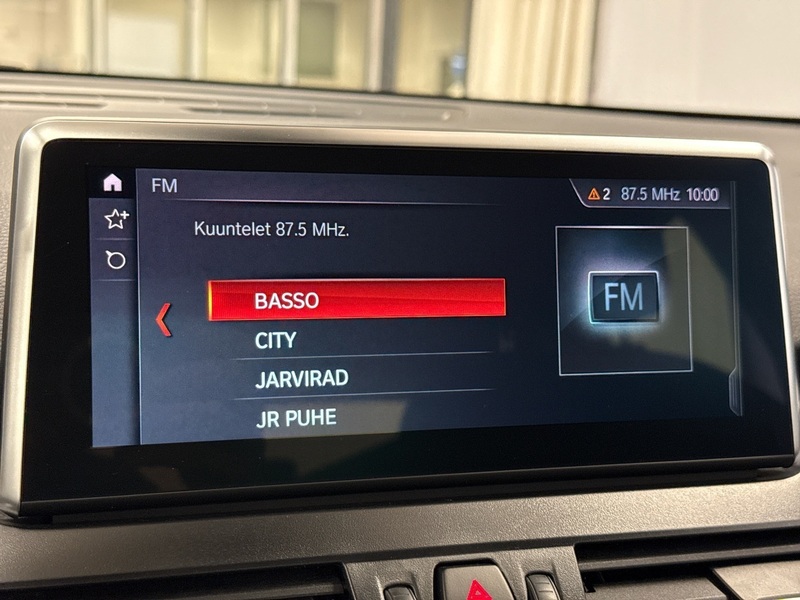 FM
2 87.5 MHz 10:00
Kuuntelet 87.5 MHz.
BASSO
FM
CITY
JARVIRAD
JR PUHE